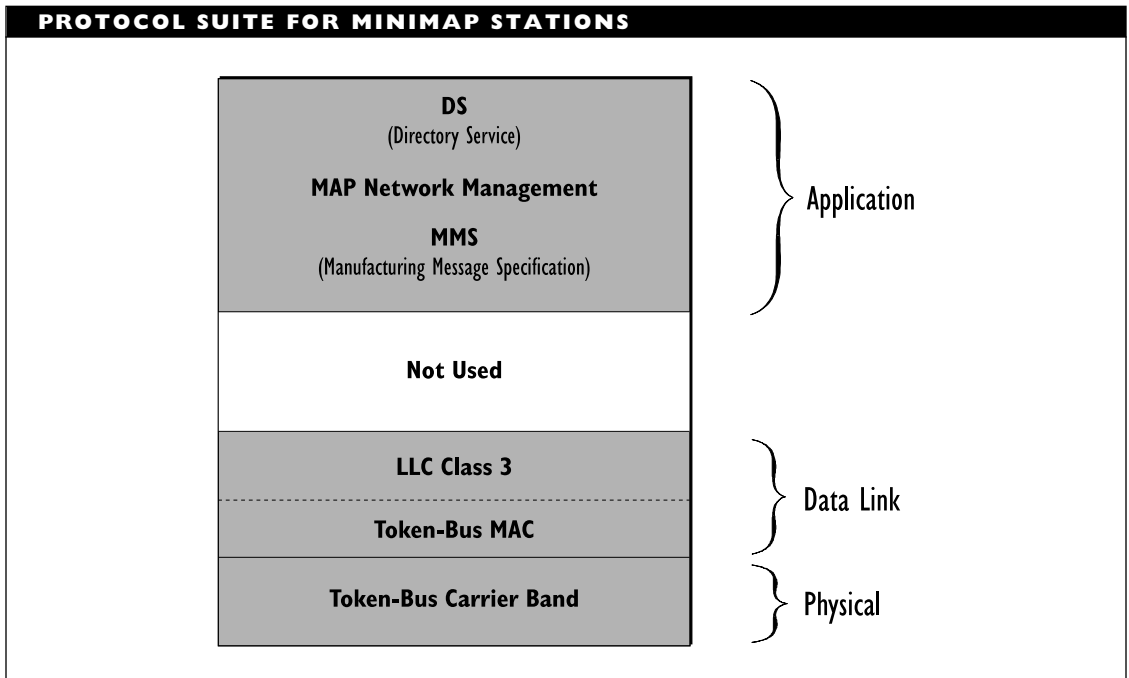 PROTOCOL SUITE FOR MINIMAP STATIONS
DS
(Directory Service)
MAP Network Management
MMS
(Manufacturing Message Specification)
Application
Not Used
LLC Class 3
Token-Bus MAC
Data Link
Token-Bus Carrier Band
Physical